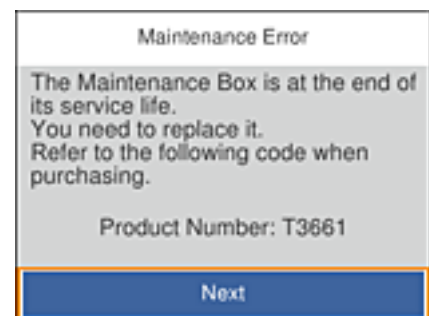 Maintenance Error
The Maintenance Box is at the end of
its service life.
You need to replace it.
Refer to the following code when
purchasing.
Product Number: T3661
Next